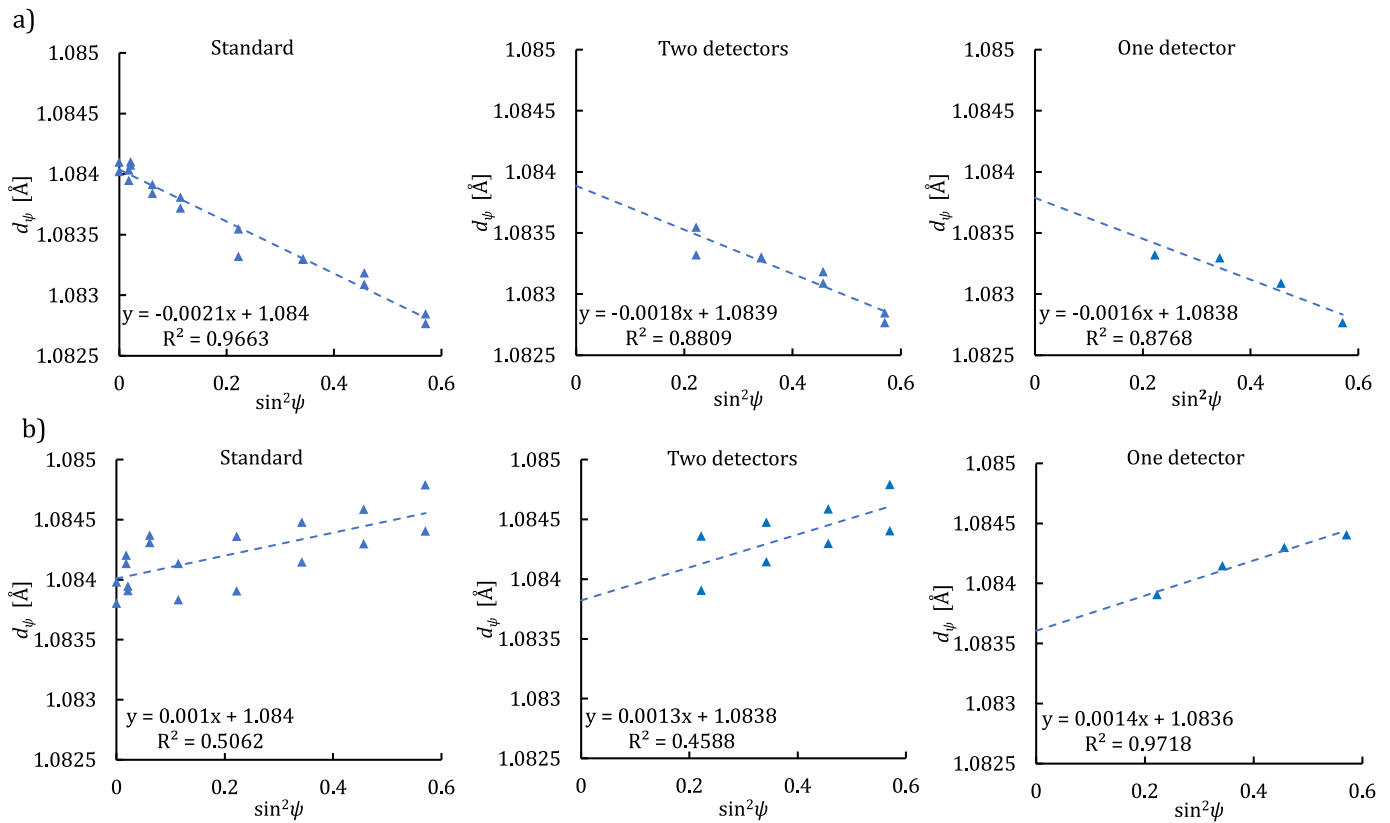 a)
Standard
1.085
1.0845
1.084
1.0835
1.083
1.0825
dψ [Å]
y = -0.0021x + 1.084
R² = 0.9663
0 0.2 0.4 0.6
sin²ψ
Two detectors
1.085
1.0845
1.084
1.0835
1.083
1.0825
dψ [Å]
y = -0.0018x + 1.0839
R² = 0.8809
0 0.2 0.4 0.6
sin²ψ
One detector
1.085
1.0845
1.084
1.0835
1.083
1.0825
dψ [Å]
y = -0.0016x + 1.0838
R² = 0.8768
0 0.2 0.4 0.6
sin²ψ
b)
Standard
1.085
1.0845
1.084
1.0835
1.083
1.0825
dψ [Å]
y = 0.001x + 1.084
R² = 0.5062
0 0.2 0.4 0.6
sin²ψ
Two detectors
1.085
1.0845
1.084
1.0835
1.083
1.0825
dψ [Å]
y = 0.0013x + 1.0838
R² = 0.4588
0 0.2 0.4 0.6
sin²ψ
One detector
1.085
1.0845
1.084
1.0835
1.083
1.0825
dψ [Å]
y = 0.0014x + 1.0836
R² = 0.9718
0 0.2 0.4 0.6
sin²ψ